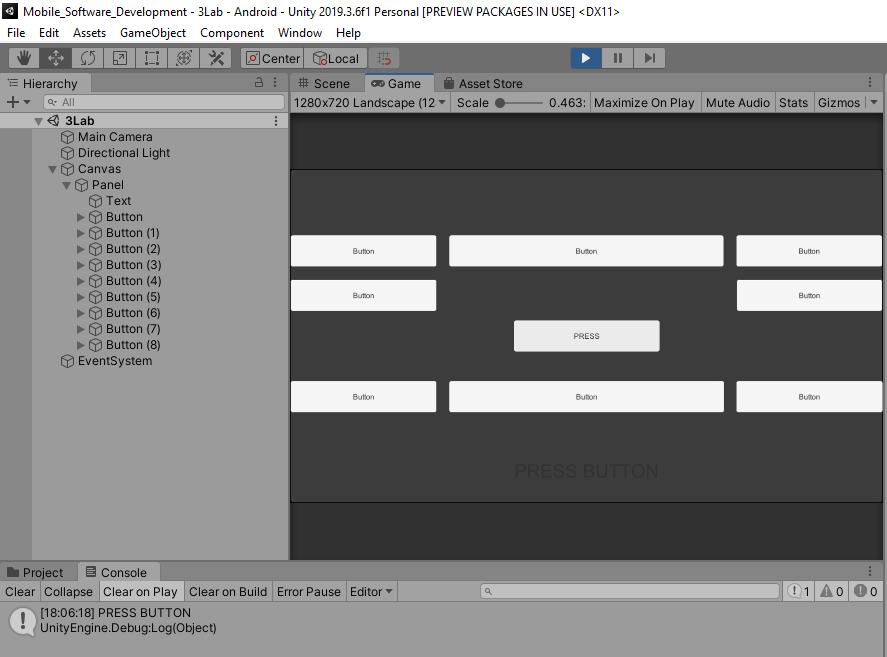 Mobile_Software_Development - 3Lab - Android - Unity 2019.3.6f1 Personal [PREVIEW PACKAGES IN USE] <DX11>
File Edit Assets GameObject Component Window Help
Center Local
Hierarchy
Scene Game Asset Store
All
1280x720 Landscape (12 Scale 0.463: Maximize On Play Mute Audio Stats Gizmos
3Lab
Main Camera
Directional Light
Canvas
Panel
Text
Button
Button (1)
Button (2)
Button (3)
Button (4)
Button (5)
Button (6)
Button (7)
Button (8)
EventSystem
Button Button Button
Button Button
PRESS
Button Button Button
PRESS BUTTON
Project Console
Clear Collapse Clear on Play Clear on Build Error Pause Editor 1 0 0
[18:06:18] PRESS BUTTON
UnityEngine.Debug:Log(Object)